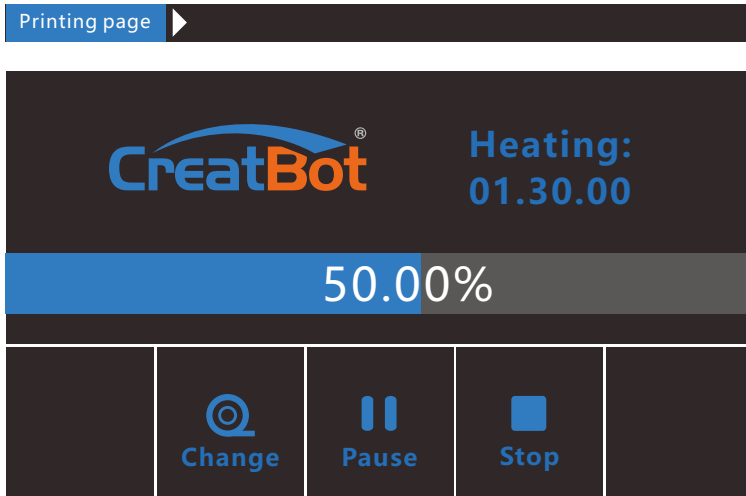 Printing page
CreatBot®
Heating:
01.30.00
50.00%
Change
Pause
Stop